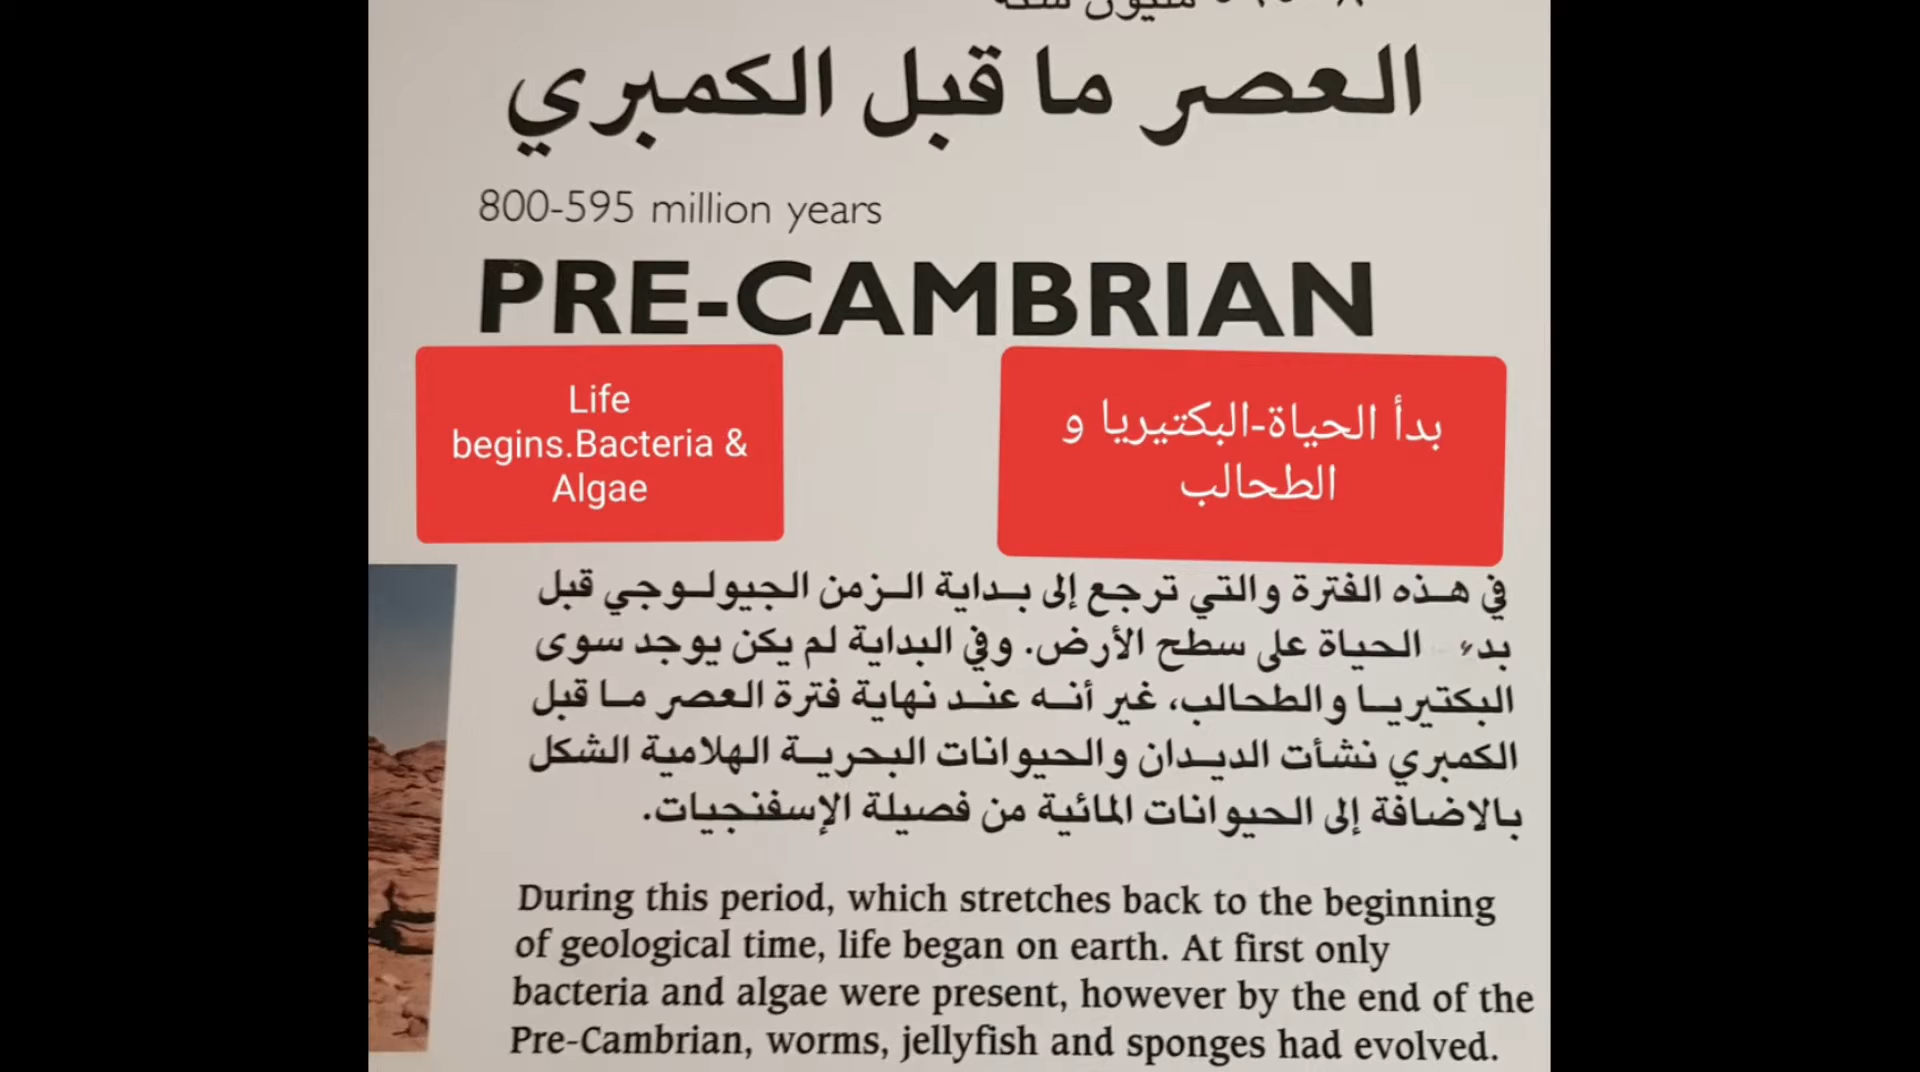 مليون سنة
العصر ما قبل الكمبري
800-595 million years
PRE-CAMBRIAN
Life
begins.Bacteria &
Algae
بدأ الحياة-البكتيريا و
الطحالب
في هذه الفترة والتي ترجع إلى بداية الزمن الجيولوجي قبل
بدء الحياة على سطح الأرض. وفي البداية لم يكن يوجد سوى
البكتيريا والطحالب، غير أنه عند نهاية فترة العصر ما قبل
الكمبري نشأت الديدان والحيوانات البحرية الهلامية الشكل
بالاضافة إلى الحيوانات المائية من فصيلة الإسفنجيات.
During this period, which stretches back to the beginning
of geological time, life began on earth. At first only
bacteria and algae were present, however by the end of the
Pre-Cambrian, worms, jellyfish and sponges had evolved.